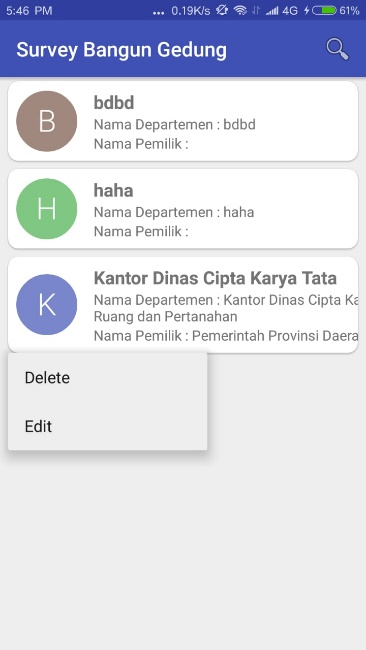 5:46 PM ... 0.19K/s 4G 61%
Survey Bangun Gedung
B
bdbd
Nama Departemen : bdbd
Nama Pemilik :
H
haha
Nama Departemen : haha
Nama Pemilik :
K
Kantor Dinas Cipta Karya Tata
Nama Departemen : Kantor Dinas Cipta Ka
Ruang dan Pertanahan
Nama Pemilik : Pemerintah Provinsi Daera
Delete
Edit